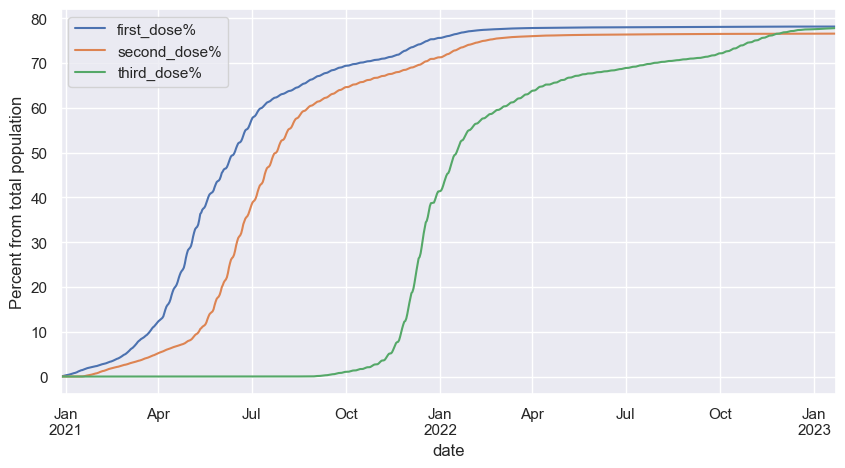 first_dose%
second_dose%
third_dose%
Percent from total population
80
70
60
50
40
30
20
10
0
Jan Apr Jul Oct Jan Apr Jul Oct Jan
2021 2022 2023
date